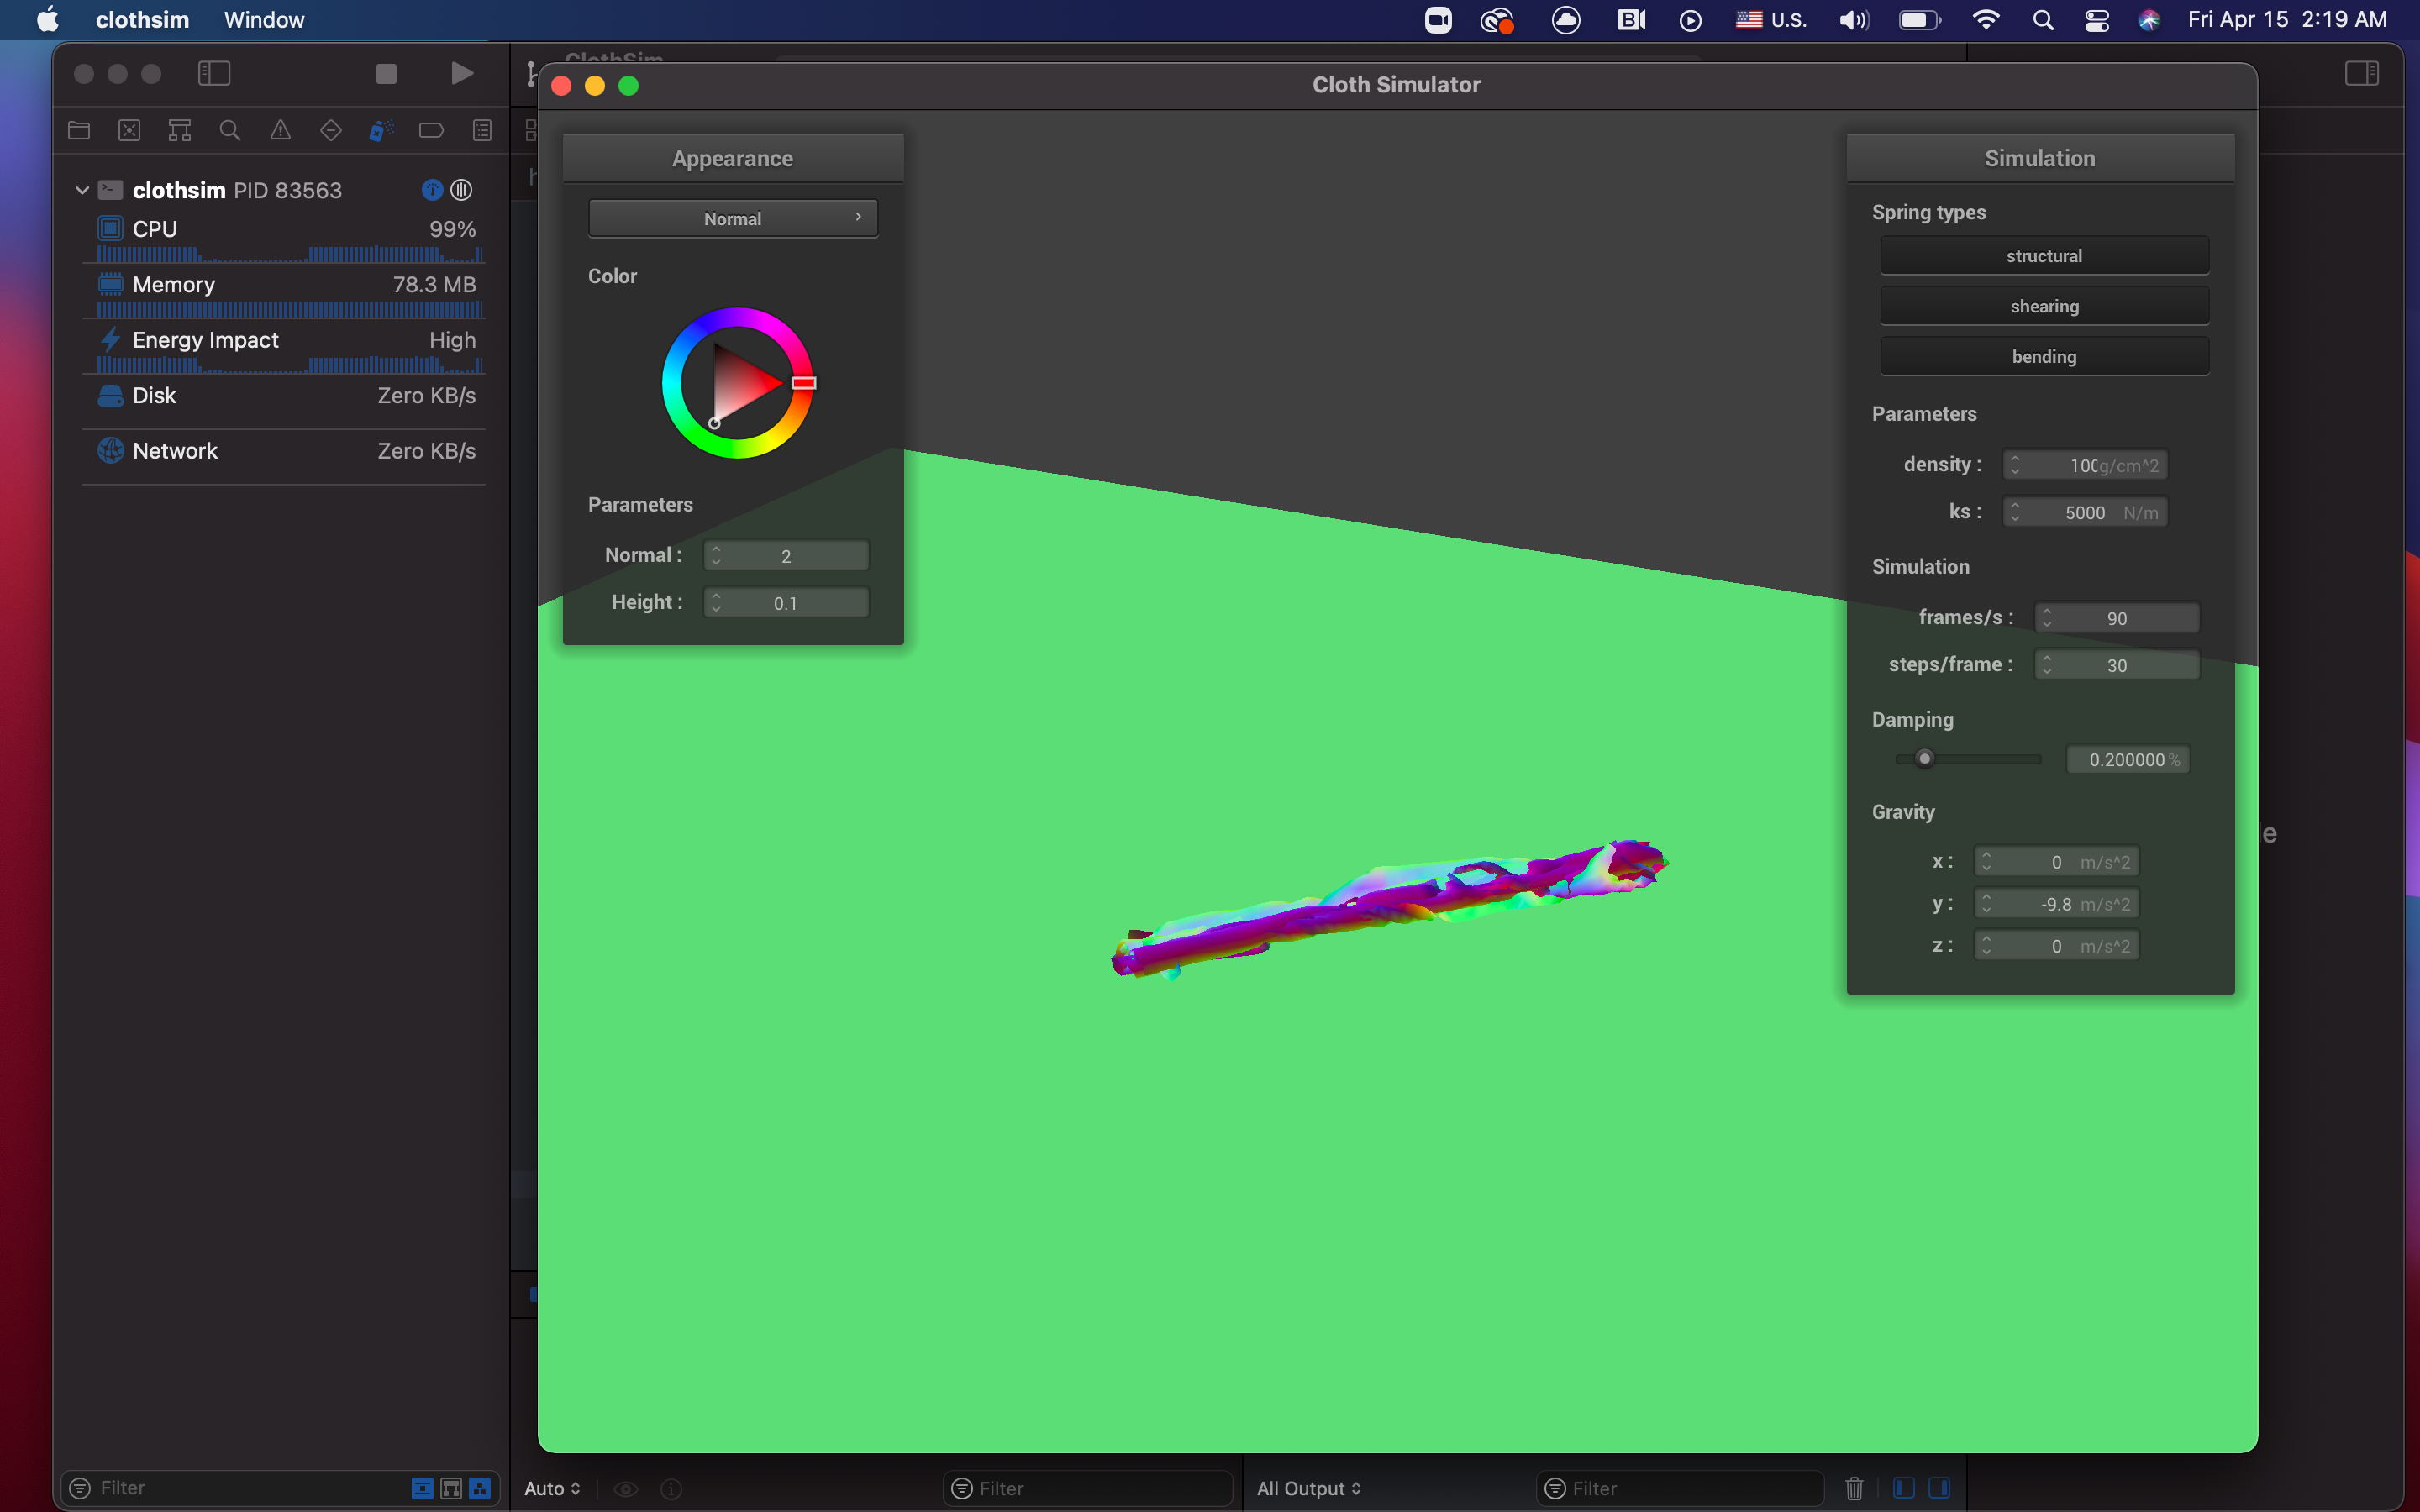 clothsim Window U.S. Fri Apr 15 2:19 AM
ClothSim
Cloth Simulator
clothsim PID 83563
CPU 99%
Memory 78.3 MB
Energy Impact High
Disk Zero KB/s
Network Zero KB/s
Appearance
Normal
Color
Parameters
Normal : 2
Height : 0.1
Simulation
Spring types
structural
shearing
bending
Parameters
density : 100 g/cm^2
ks : 5000 N/m
Simulation
frames/s : 90
steps/frame : 30
Damping
0.200000 %
Gravity
x : 0 m/s^2
y : -9.8 m/s^2
z : 0 m/s^2
Filter
Auto
Filter
All Output
Filter